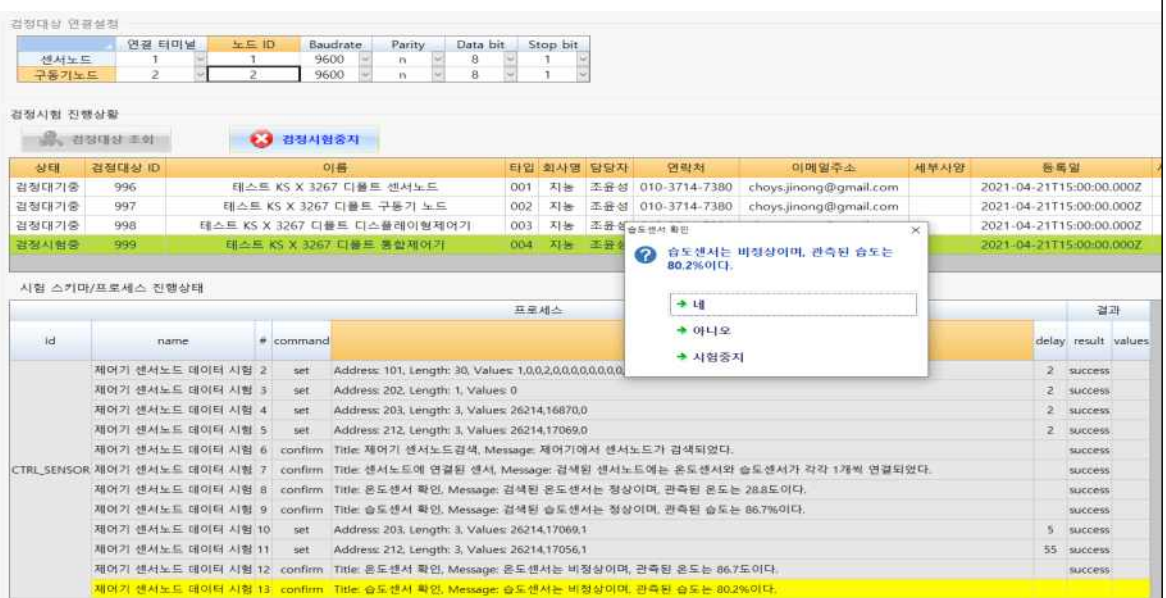 검정대상 연결설정
연결 터미널 노드 ID Baudrate Parity Data bit Stop bit
센서노드 1 1 9600 n 8 1
구동기노드 2 2 9600 n 8 1
검정시험 진행상황
검정대상 조회 검정시험중지
상태 검정대상 ID 이름 타입 회사명 담당자 연락처 이메일주소 세부사양 등록일
검정대기중 996 테스트 KS X 3267 디폴트 센서노드 001 지농 조윤성 010-3714-7380 choys.jinong@gmail.com 2021-04-21T15:00:00.000Z
검정대기중 997 테스트 KS X 3267 디폴트 구동기 노드 002 지농 조윤성 010-3714-7380 choys.jinong@gmail.com 2021-04-21T15:00:00.000Z
검정대기중 998 테스트 KS X 3267 디폴트 디스플레이형제어기 003 지농 2021-04-21T15:00:00.000Z
검정시험중 999 테스트 KS X 3267 디폴트 통합제어기 004 지농 2021-04-21T15:00:00.000Z
습도센서 확인
습도센서는 비정상이며, 관측된 습도는
80.2%이다.
네
아니오
시험중지
시험 스키마/프로세스 진행상태
프로세스 결과
id name # command delay result values
제어기 센서노드 데이터 시험 2 set Address: 101, Length: 30, Values: 1,0,0,2,0,0,0,0,0,0,0,0, 2 success
제어기 센서노드 데이터 시험 3 set Address: 202, Length: 1, Values: 0 2 success
제어기 센서노드 데이터 시험 4 set Address: 203, Length: 3, Values: 26214,16870,0 2 success
제어기 센서노드 데이터 시험 5 set Address: 212, Length: 3, Values: 26214,17069,0 2 success
제어기 센서노드 데이터 시험 6 confirm Title: 제어기 센서노드검색, Message: 제어기에서 센서노드가 검색되었다. success
CTRL_SENSOR 제어기 센서노드 데이터 시험 7 confirm Title: 센서노드에 연결된 센서, Message: 검색된 센서노드에는 온도센서와 습도센서가 각각 1개씩 연결되었다. success
제어기 센서노드 데이터 시험 8 confirm Title: 온도센서 확인, Message: 검색된 온도센서는 정상이며, 관측된 온도는 28.8도이다. success
제어기 센서노드 데이터 시험 9 confirm Title: 습도센서 확인, Message: 검색된 습도센서는 정상이며, 관측된 습도는 86.7%이다. success
제어기 센서노드 데이터 시험 10 set Address: 203, Length: 3, Values: 26214,17069,1 5 success
제어기 센서노드 데이터 시험 11 set Address: 212, Length: 3, Values: 26214,17056,1 55 success
제어기 센서노드 데이터 시험 12 confirm Title: 온도센서 확인, Message: 온도센서는 비정상이며, 관측된 온도는 86.7도이다. success
제어기 센서노드 데이터 시험 13 confirm Title: 습도센서 확인, Message: 습도센서는 비정상이며, 관측된 습도는 80.2%이다.